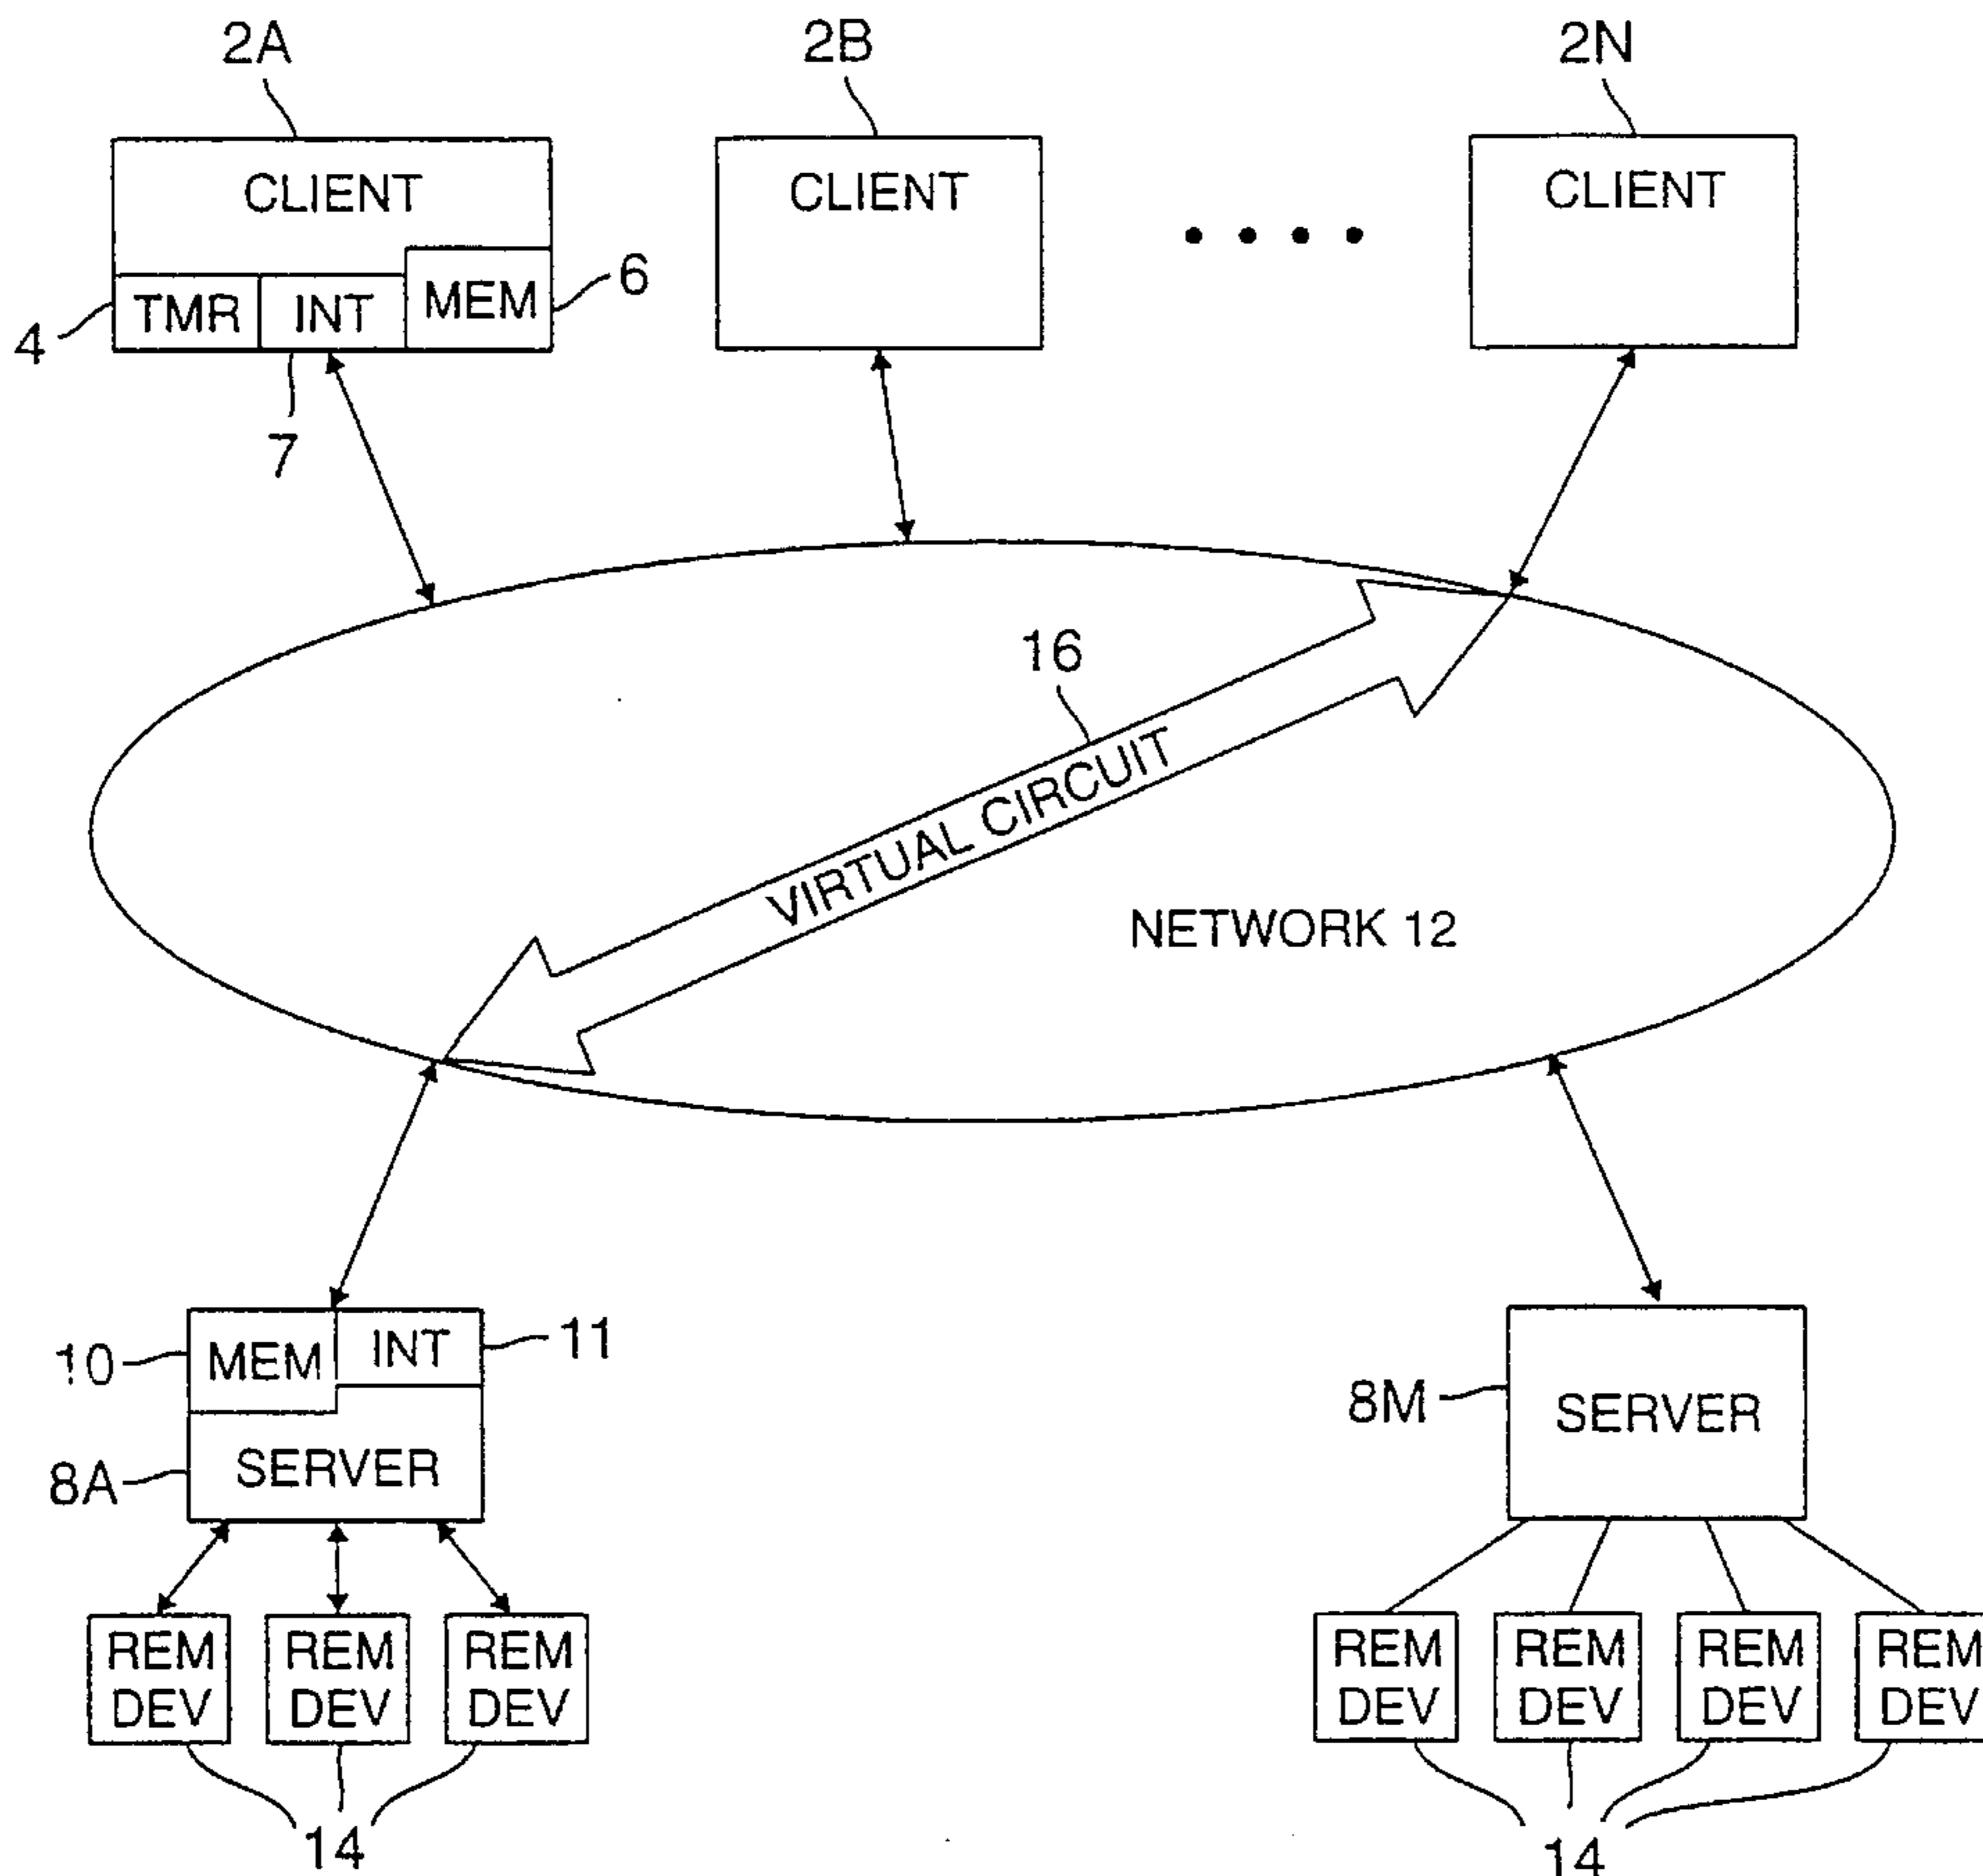 2A
2B
2N
CLIENT
CLIENT
CLIENT
TMR
INT
MEM
6
4
7
16
VIRTUAL CIRCUIT
NETWORK 12
10
MEM
INT
11
8A
SERVER
8M
SERVER
REM
DEV
REM
DEV
REM
DEV
REM
DEV
REM
DEV
REM
DEV
REM
DEV
14
14